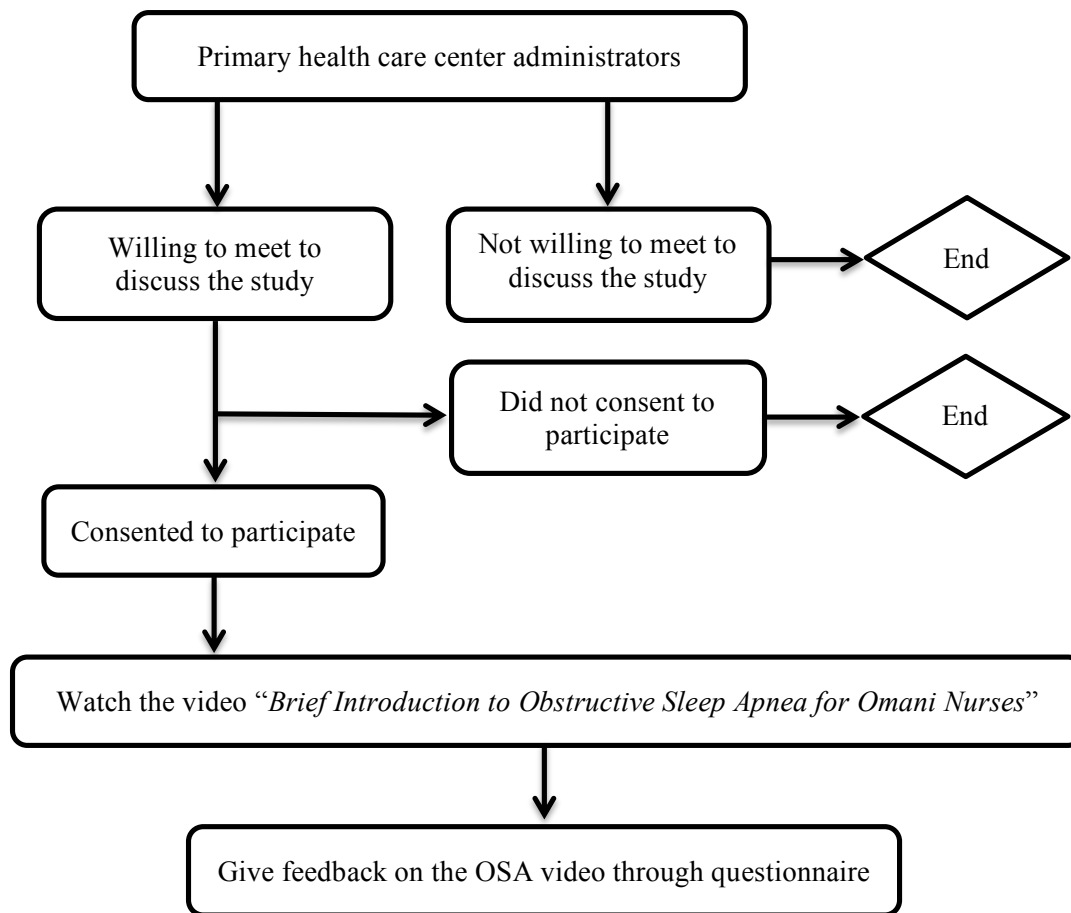 Primary health care center administrators
Willing to meet to
discuss the study
Not willing to meet to
discuss the study
End
Did not consent to
participate
End
Consented to participate
Watch the video “Brief Introduction to Obstructive Sleep Apnea for Omani Nurses”
Give feedback on the OSA video through questionnaire